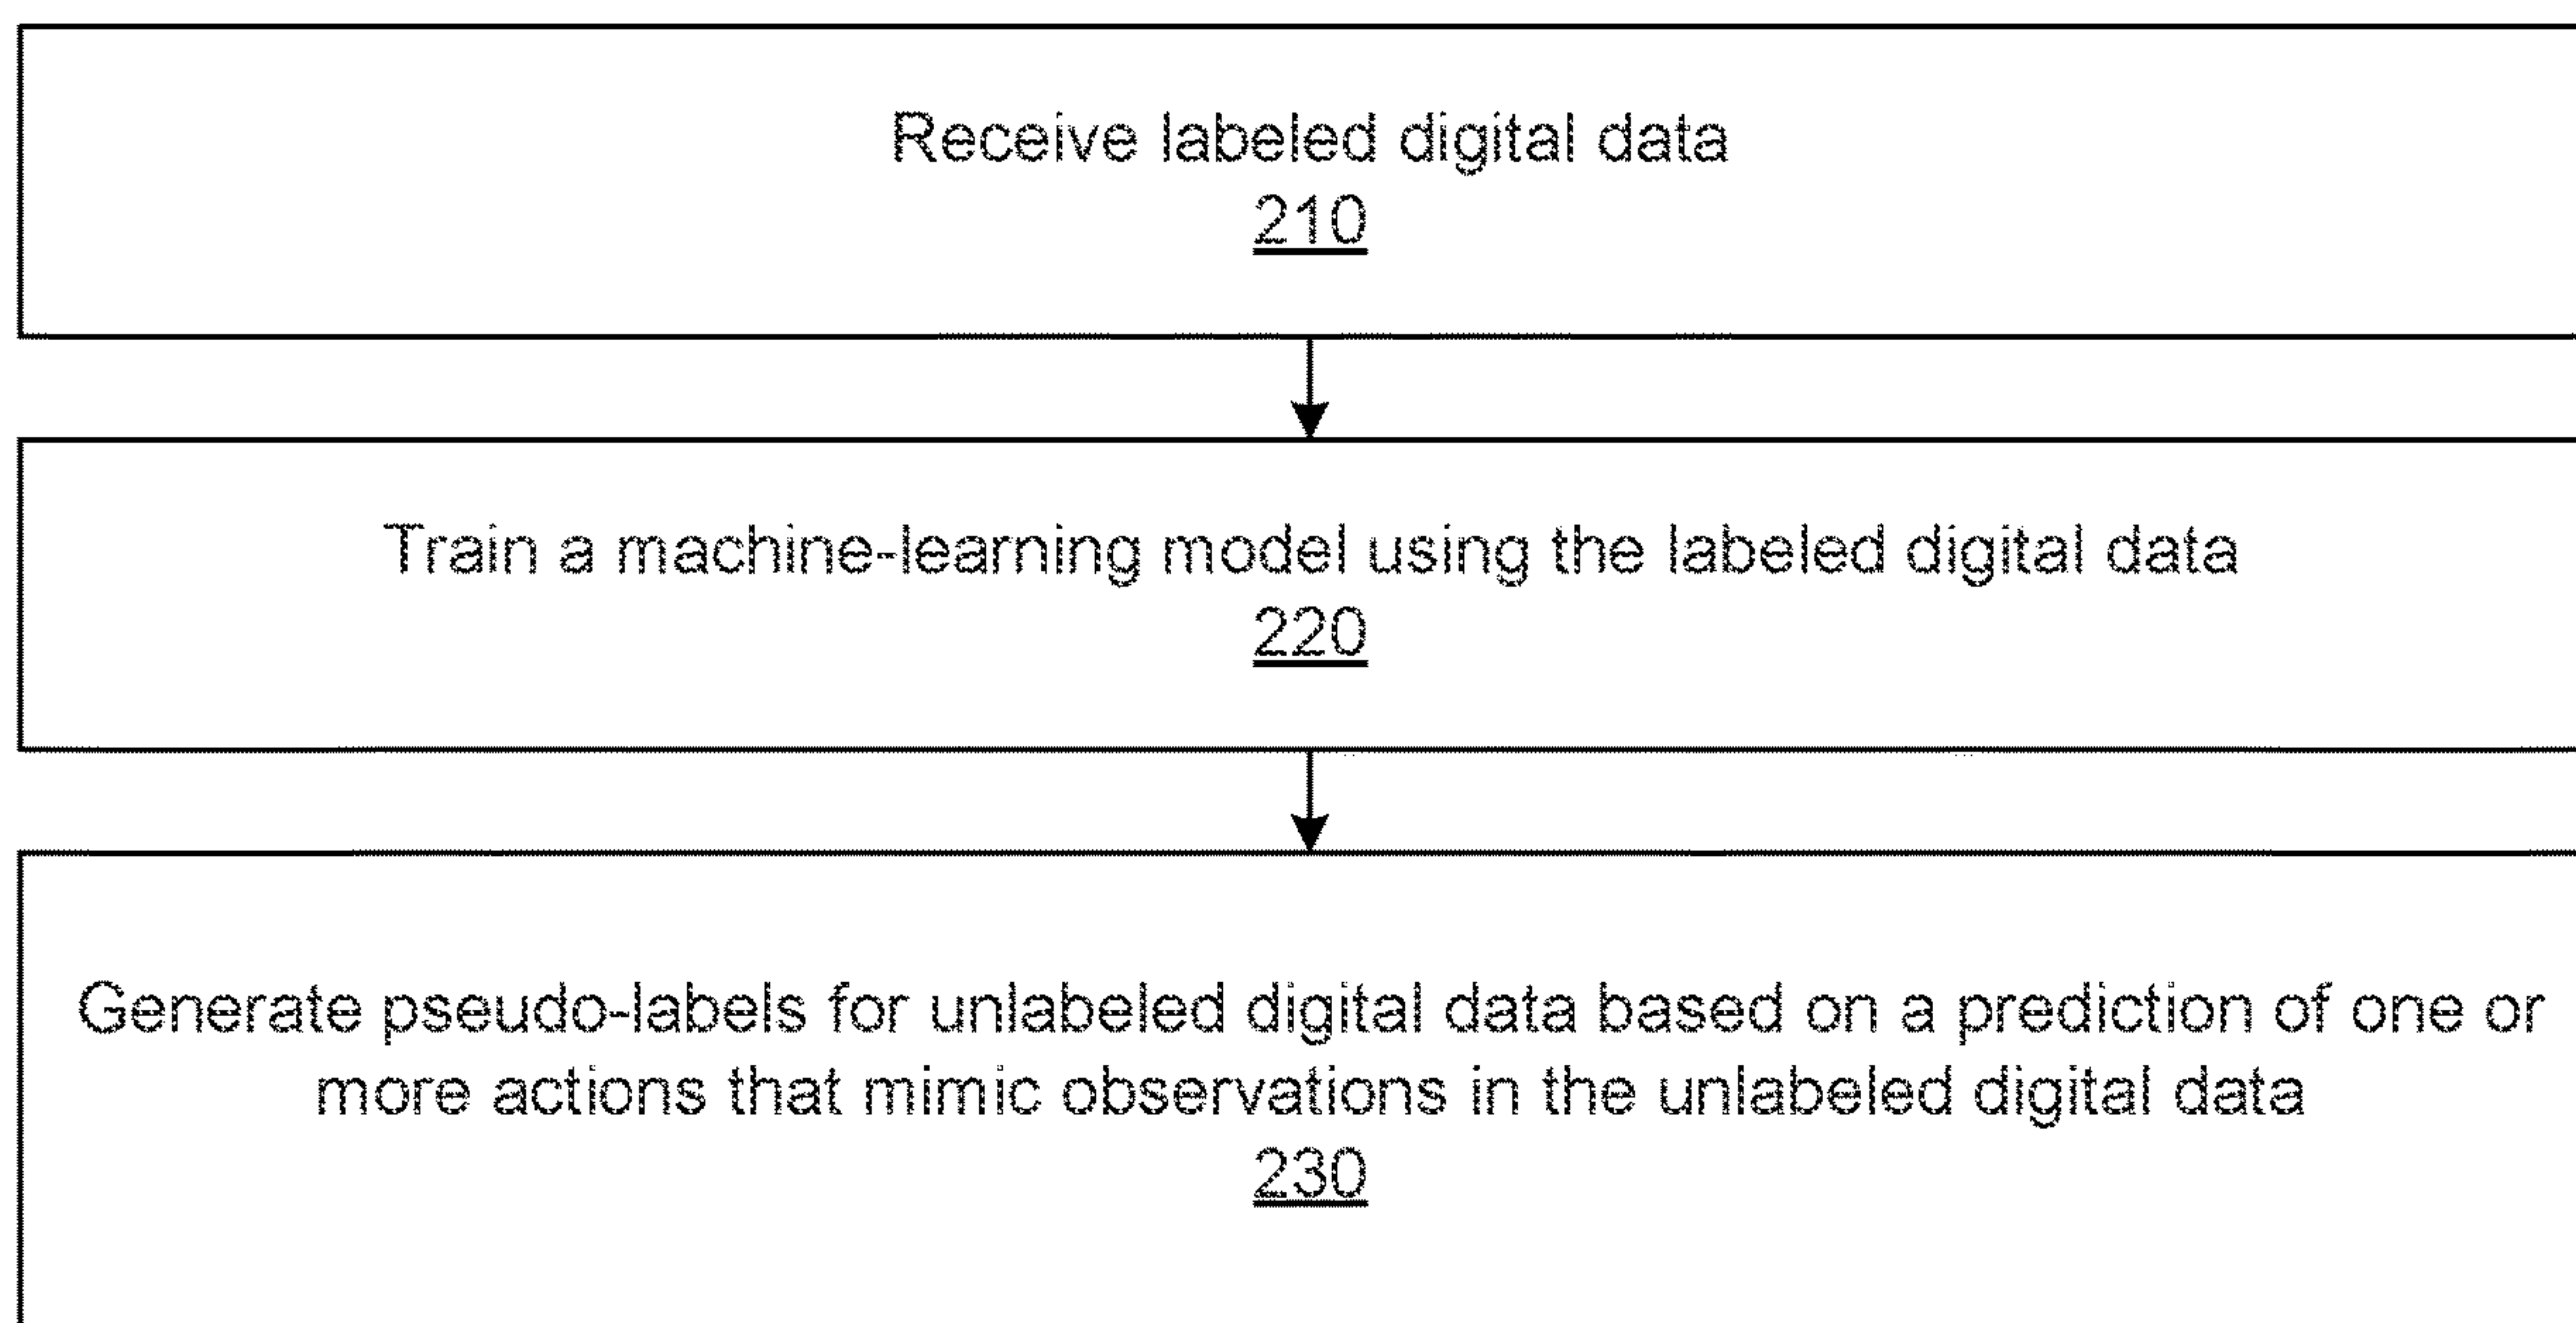 Receive labeled digital data
210
Train a machine-learning model using the labeled digital data
220
Generate pseudo-labels for unlabeled digital data based on a prediction of one or
more actions that mimic observations in the unlabeled digital data
230